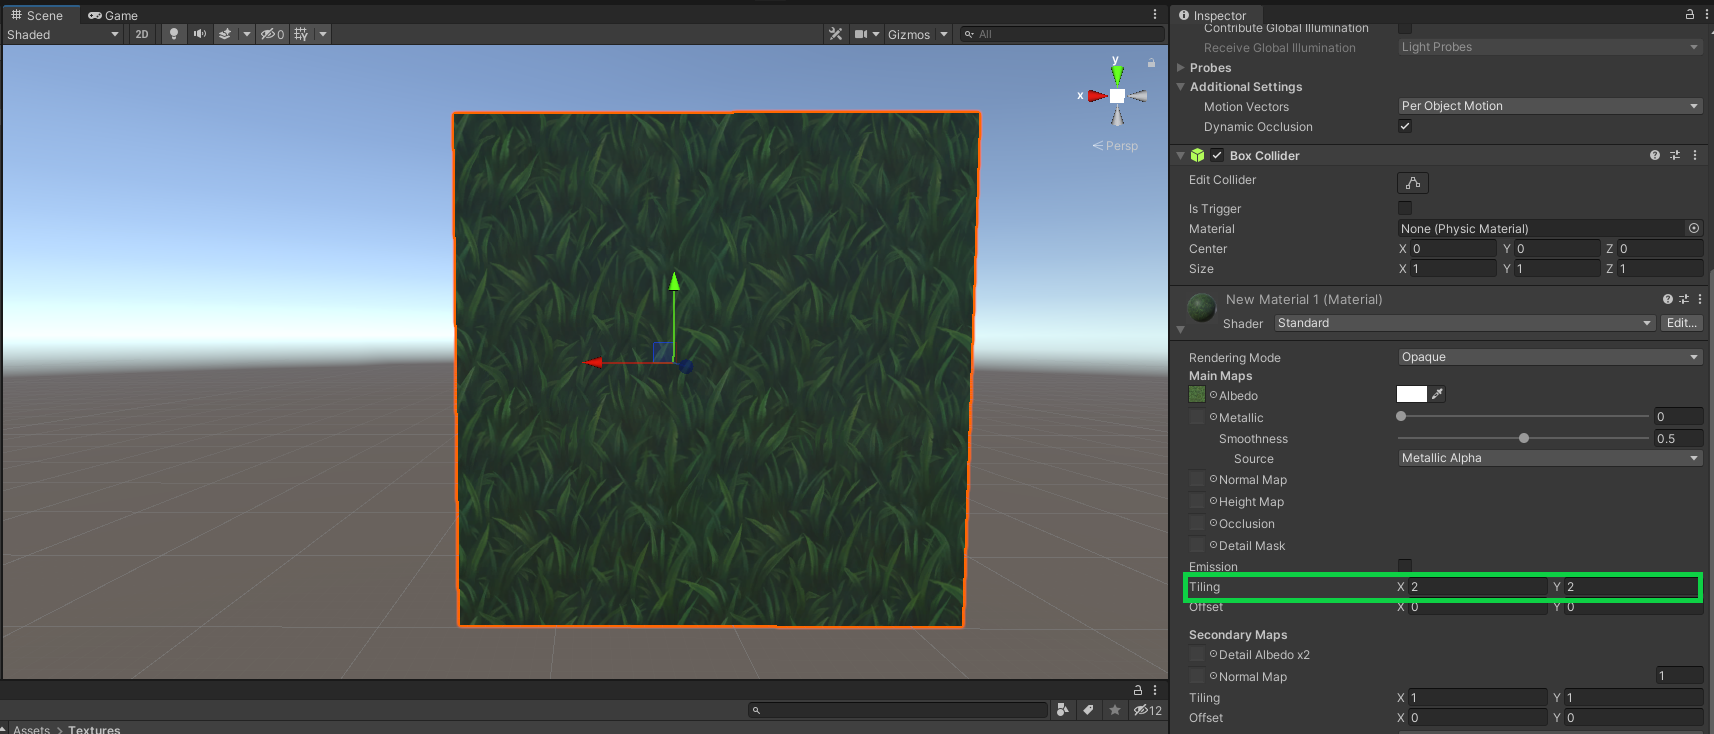 Scene
Game
Shaded
2D
0
Gizmos
All
y
x
Persp
Assets > Textures
12
Inspector
Contribute Global Illumination
Receive Global Illumination
Light Probes
Probes
Additional Settings
Motion Vectors
Per Object Motion
Dynamic Occlusion
Box Collider
Edit Collider
Is Trigger
Material
None (Physic Material)
Center X 0 Y 0 Z 0
Size X 1 Y 1 Z 1
New Material 1 (Material)
Shader Standard Edit...
Rendering Mode Opaque
Main Maps
Albedo
Metallic 0
Smoothness 0.5
Source Metallic Alpha
Normal Map
Height Map
Occlusion
Detail Mask
Emission
Tiling X 2 Y 2
Offset X 0 Y 0
Secondary Maps
Detail Albedo x2
Normal Map 1
Tiling X 1 Y 1
Offset X 0 Y 0